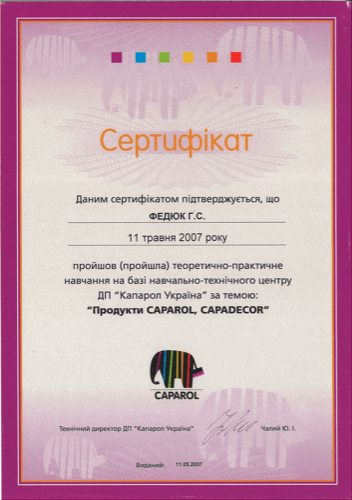 Сертифікат
Даним сертифікатом підтверджується, що
ФЕДЮК Г.С.
11 травня 2007 року
пройшов (пройшла) теоретично-практичне
навчання на базі навчально-технічного центру
ДП “Капарол Україна” за темою:
“Продукти CAPAROL, CAPADECOR”
CAPAROL
Технічний директор ДП “Капарол Україна” Чалий Ю. І.
Виданий: 11.05.2007